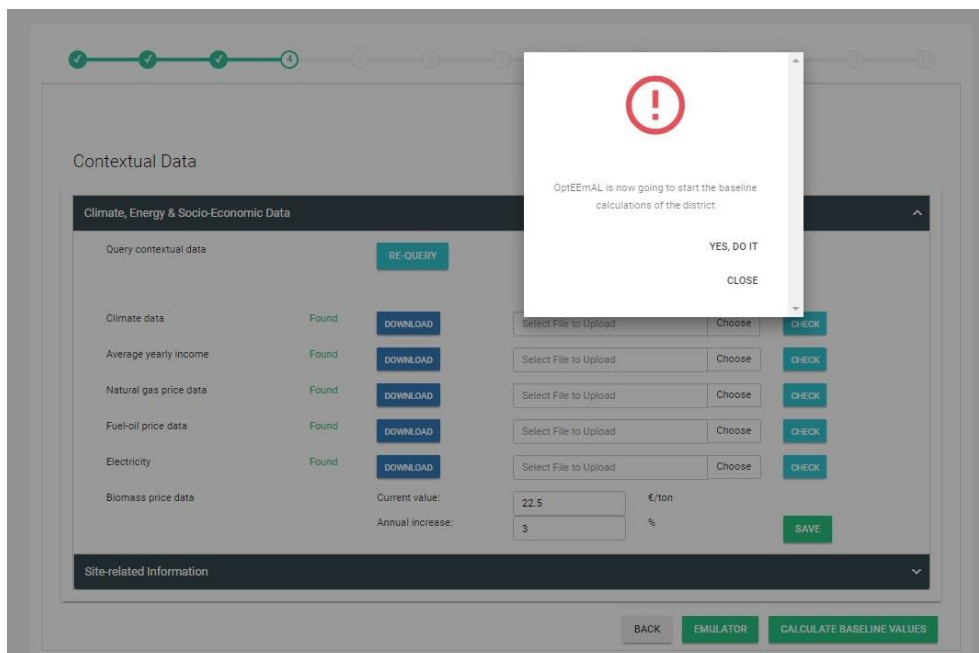 4
Contextual Data
OptEEmAL is now going to start the baseline
calculations of the district
YES, DO IT
CLOSE
Climate, Energy & Socio-Economic Data
Query contextual data
RE-QUERY
Climate data Found DOWNLOAD Select File to Upload Choose CHECK
Average yearly income Found DOWNLOAD Select File to Upload Choose CHECK
Natural gas price data Found DOWNLOAD Select File to Upload Choose CHECK
Fuel-oil price data Found DOWNLOAD Select File to Upload Choose CHECK
Electricity Found DOWNLOAD Select File to Upload Choose CHECK
Biomass price data Current value: 22.5 €/ton
Annual increase: 3 % SAVE
Site-related Information
BACK EMULATOR CALCULATE BASELINE VALUES